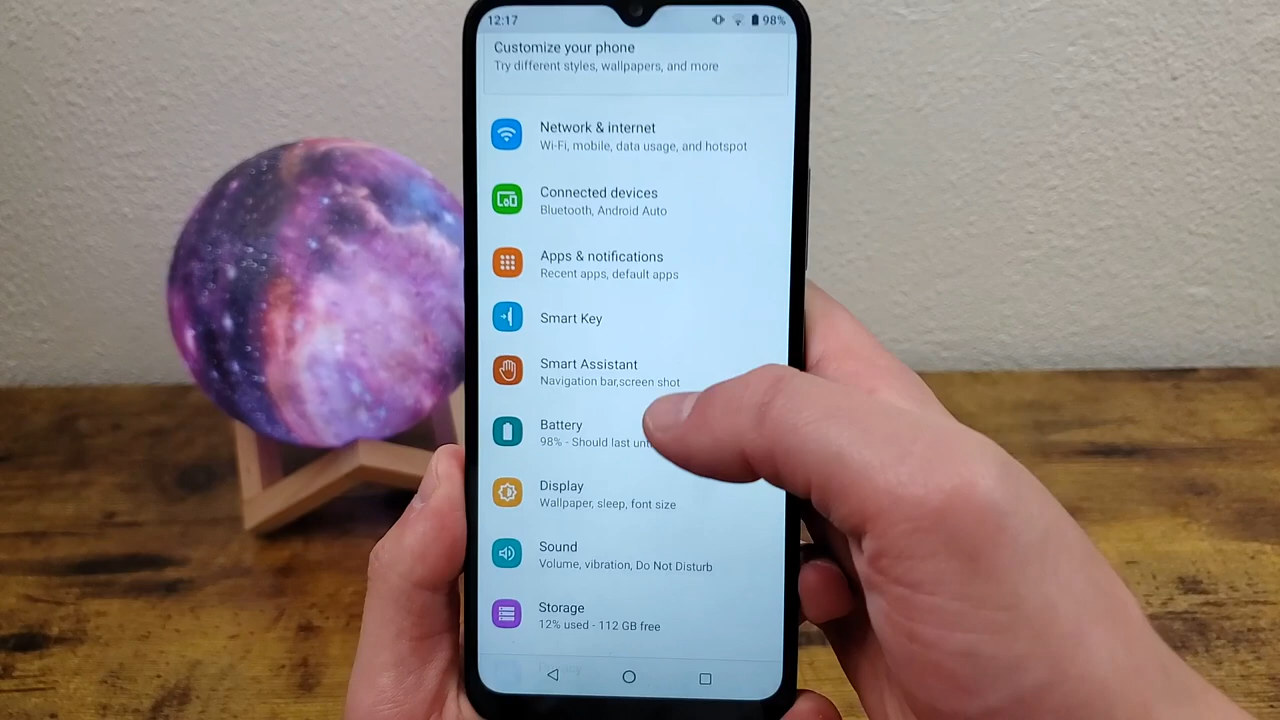 12:17
98%
Customize your phone
Try different styles, wallpapers, and more
Network & internet
Wi-Fi, mobile, data usage, and hotspot
Connected devices
Bluetooth, Android Auto
Apps & notifications
Recent apps, default apps
Smart Key
Smart Assistant
Navigation bar,screen shot
Battery
98% - Should last
Display
Wallpaper, sleep, font size
Sound
Volume, vibration, Do Not Disturb
Storage
12% used - 112 GB free
Privacy